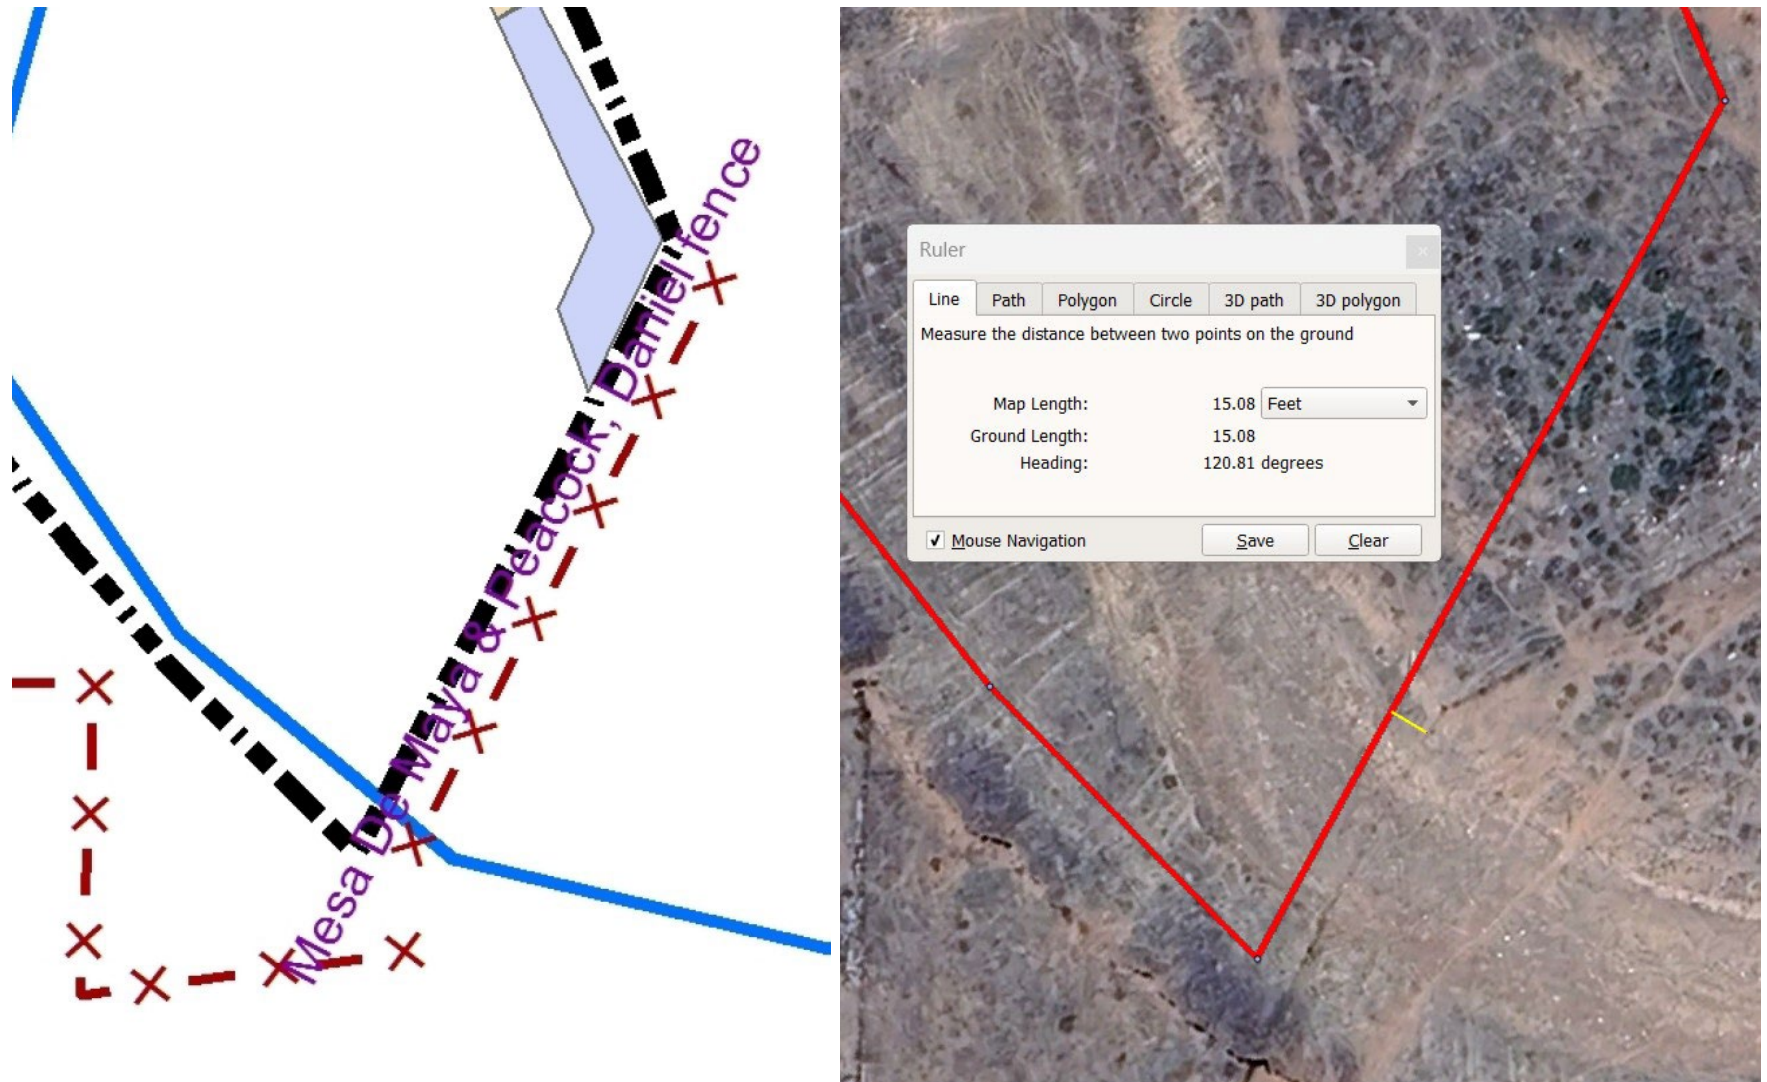 Mesa De Maya & Peacock, Daniel fence
Ruler
Line Path Polygon Circle 3D path 3D polygon
Measure the distance between two points on the ground
Map Length: 15.08 Feet
Ground Length: 15.08
Heading: 120.81 degrees
Mouse Navigation Save Clear